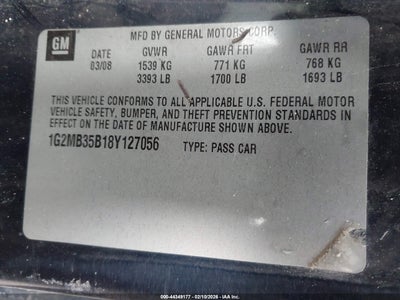 GM
MFD BY GENERAL MOTORS CORP.
DATE GVWR GAWR FRT GAWR RR
03/08 1539 KG 771 KG 768 KG
3393 LB 1700 LB 1693 LB
THIS VEHICLE CONFORMS TO ALL APPLICABLE U.S. FEDERAL MOTOR
VEHICLE SAFETY, BUMPER, AND THEFT PREVENTION STANDARDS IN
EFFECT ON THE DATE OF MANUFACTURE SHOWN ABOVE.
1G2MB35B18Y127056 TYPE: PASS CAR
000-44349177 - 02/10/2026 - IAA Inc.